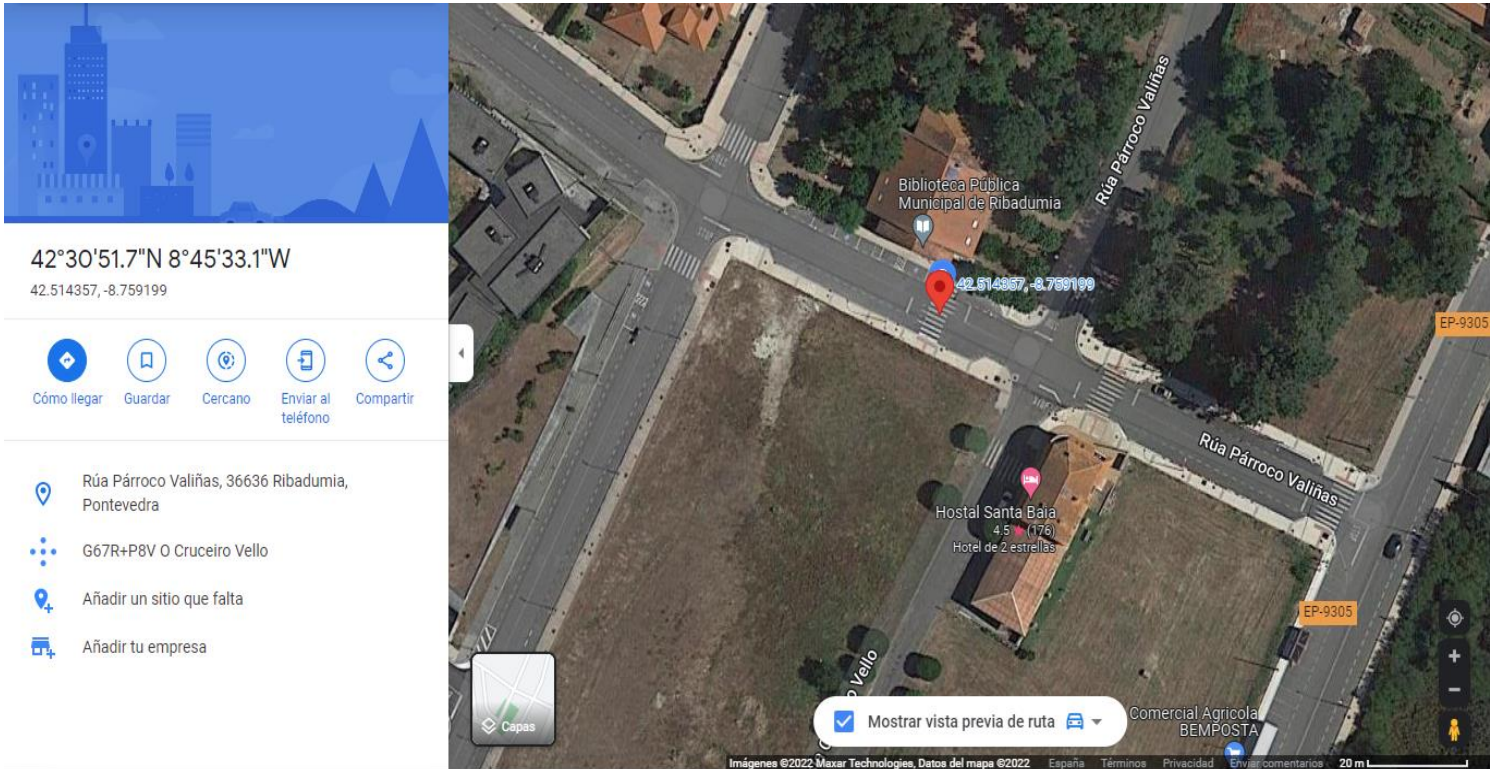 42°30'51.7"N 8°45'33.1"W
42.514357, -8.759199
Cómo llegar
Guardar
Cercano
Enviar al
teléfono
Compartir
Rúa Párroco Valiñas, 36636 Ribadumia,
Pontevedra
G67R+P8V O Cruceiro Vello
Añadir un sitio que falta
Añadir tu empresa
Capas
Rúa Párroco Valiñas
Biblioteca Pública
Municipal de Ribadumia
42.514357, -8.759199
EP-9305
Rúa Párroco Valiñas
Hostal Santa Baia
4.5 ★ (176)
Hotel de 2 estrellas
EP-9305
Vello
Mostrar vista previa de ruta
Comercial Agricola
BEMPOSTA
Imágenes ©2022 Maxar Technologies, Datos del mapa ©2022 España Términos Privacidad Enviar comentarios 20 m